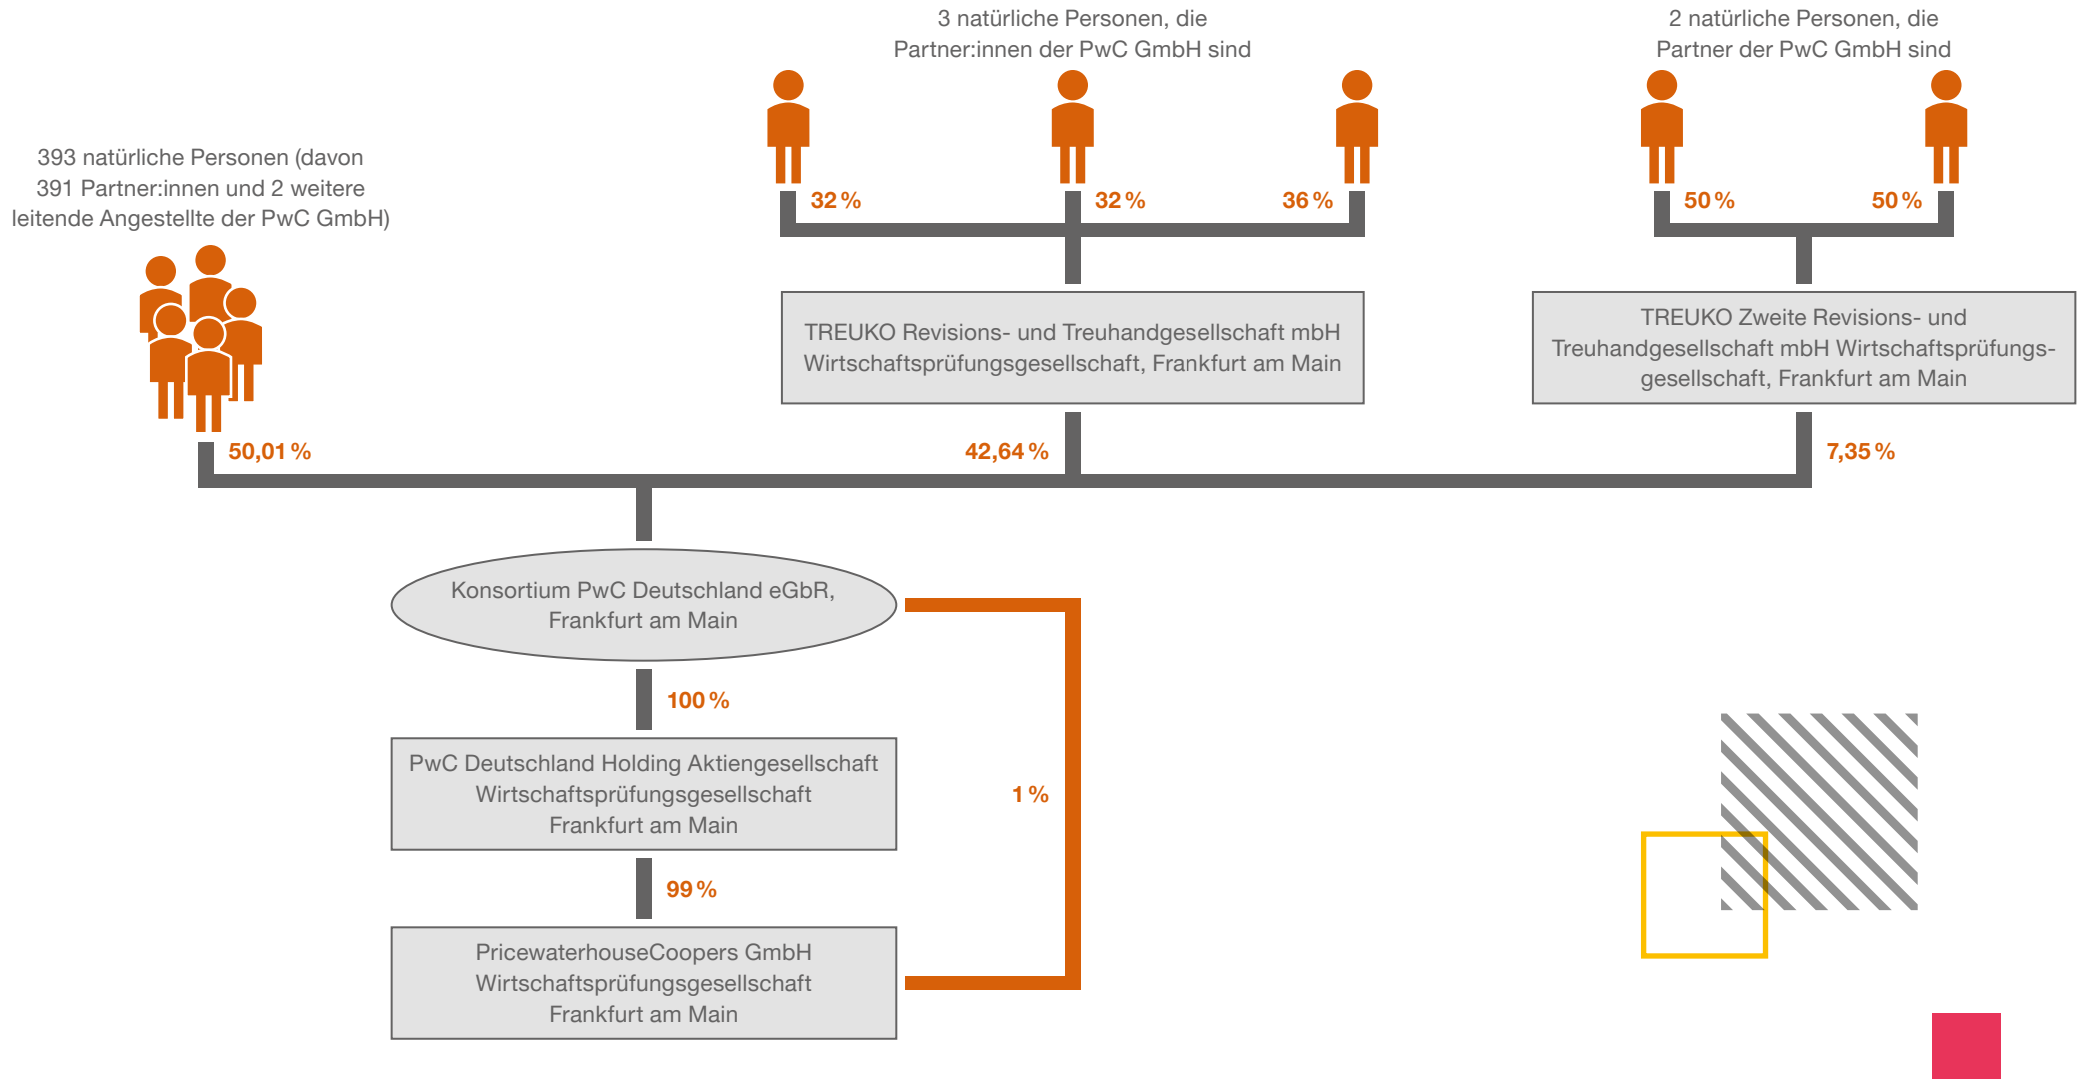 3 natürliche Personen, die
Partner:innen der PwC GmbH sind
2 natürliche Personen, die
Partner der PwC GmbH sind
393 natürliche Personen (davon
391 Partner:innen und 2 weitere
leitende Angestellte der PwC GmbH)
32 %
32 %
36 %
50 %
50 %
TREUKO Revisions- und Treuhandgesellschaft mbH
Wirtschaftsprüfungsgesellschaft, Frankfurt am Main
TREUKO Zweite Revisions- und
Treuhandgesellschaft mbH Wirtschaftsprüfungs-
gesellschaft, Frankfurt am Main
50,01 %
42,64 %
7,35 %
Konsortium PwC Deutschland eGbR,
Frankfurt am Main
100 %
PwC Deutschland Holding Aktiengesellschaft
Wirtschaftsprüfungsgesellschaft
Frankfurt am Main
1 %
99 %
PricewaterhouseCoopers GmbH
Wirtschaftsprüfungsgesellschaft
Frankfurt am Main